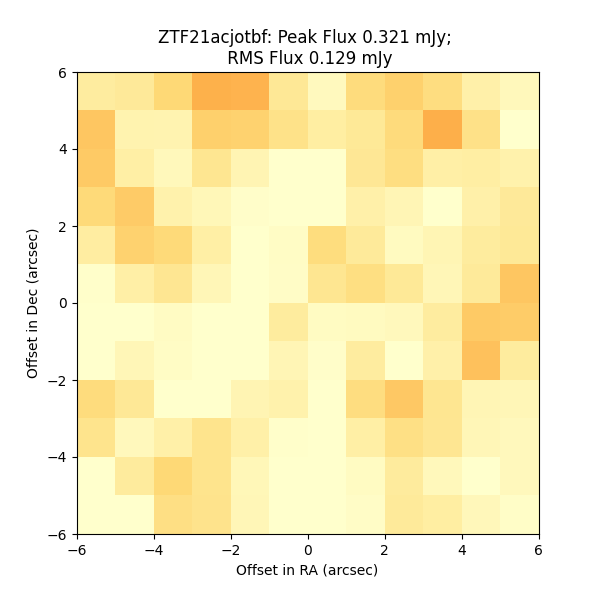 ZTF21acjotbf: Peak Flux 0.321 mJy;
RMS Flux 0.129 mJy
6
4
2
0
−2
−4
−6
Offset in Dec (arcsec)
−6 −4 −2 0 2 4 6
Offset in RA (arcsec)